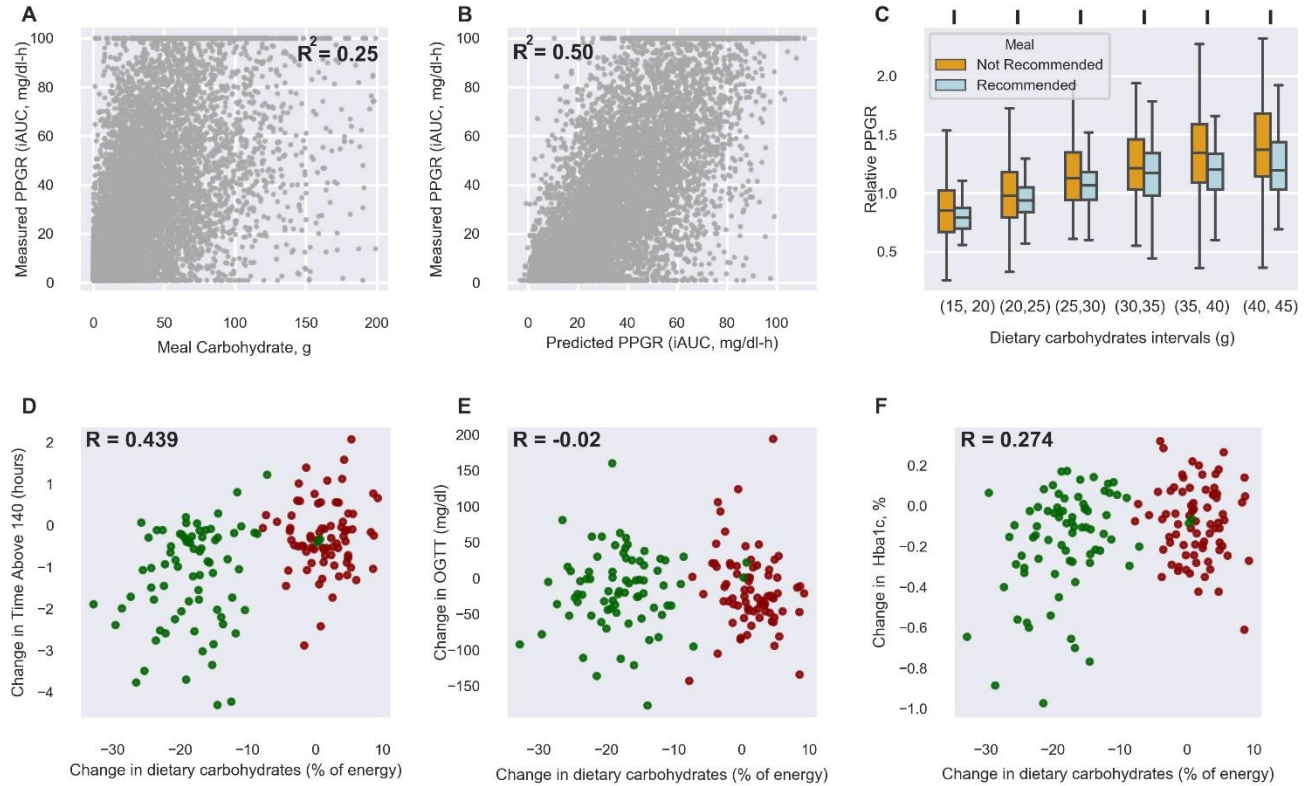 A
R² = 0.25
100
80
60
40
20
0
Measured PPGR (iAUC, mg/dl-h)
0 50 100 150 200
Meal Carbohydrate, g
B
R² = 0.50
100
80
60
40
20
0
Measured PPGR (iAUC, mg/dl-h)
0 20 40 60 80 100
Predicted PPGR (iAUC, mg/dl-h)
C
Meal
Not Recommended
Recommended
2.0
1.5
1.0
0.5
Relative PPGR
(15, 20) (20,25) (25,30) (30,35) (35, 40) (40, 45)
Dietary carbohydrates intervals (g)
D
R = 0.439
2
1
0
−1
−2
−3
−4
Change in Time Above 140 (hours)
−30 −20 −10 0 10
Change in dietary carbohydrates (% of energy)
E
R = -0.02
200
150
100
50
0
−50
−100
−150
Change in OGTT (mg/dl)
−30 −20 −10 0 10
Change in dietary carbohydrates (% of energy)
F
R = 0.274
0.2
0.0
−0.2
−0.4
−0.6
−0.8
−1.0
Change in Hba1c, %
−30 −20 −10 0 10
Change in dietary carbohydrates (% of energy)